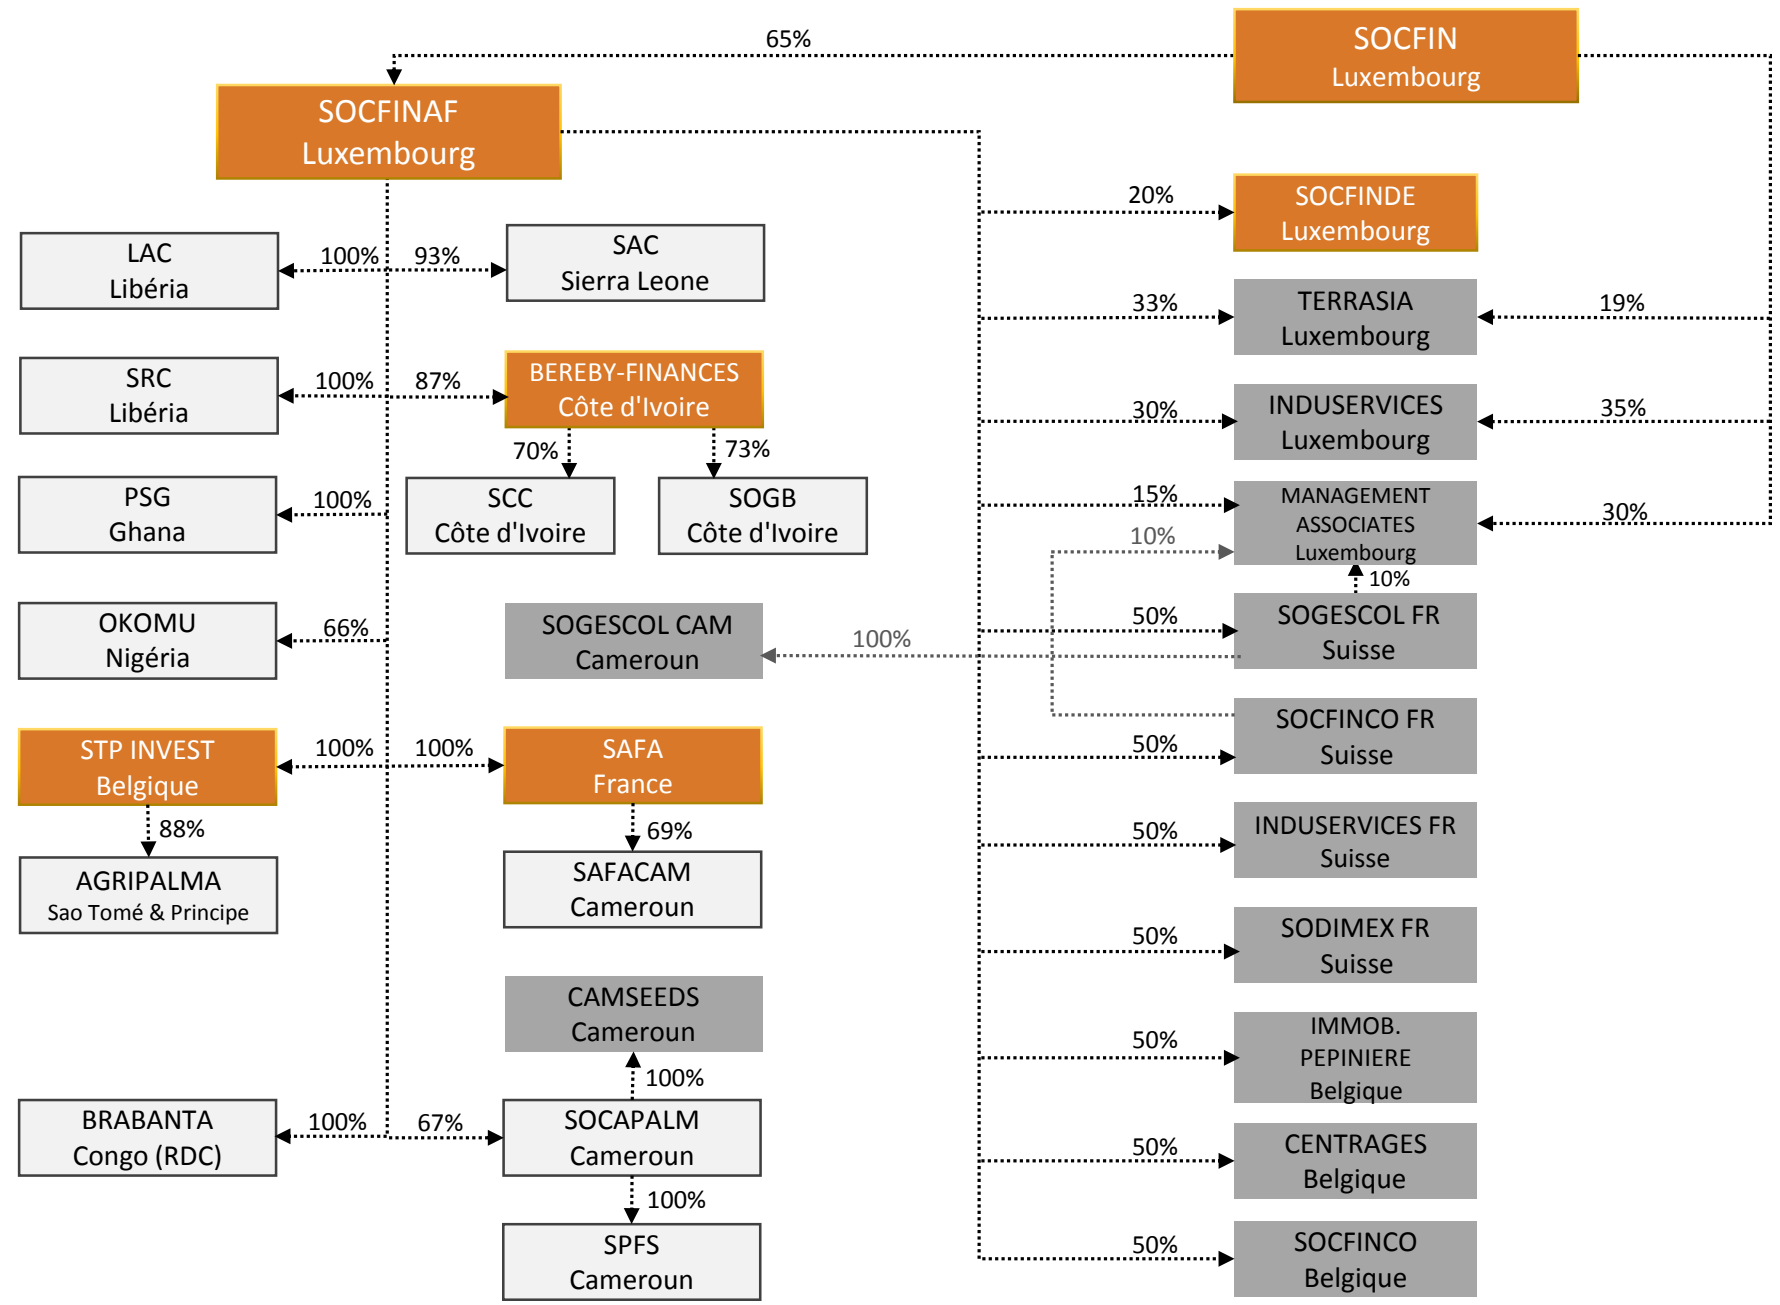 65%
SOCFIN
Luxembourg
SOCFINAF
Luxembourg
20%
SOCFINDE
Luxembourg
LAC
Libéria
100%
93%
SAC
Sierra Leone
33%
TERRASIA
Luxembourg
19%
SRC
Libéria
100%
87%
BEREBY-FINANCES
Côte d'Ivoire
30%
INDUSERVICES
Luxembourg
35%
70%
73%
PSG
Ghana
100%
SCC
Côte d'Ivoire
SOGB
Côte d'Ivoire
15%
10%
MANAGEMENT
ASSOCIATES
Luxembourg
30%
10%
OKOMU
Nigéria
66%
SOGESCOL CAM
Cameroun
100%
50%
SOGESCOL FR
Suisse
STP INVEST
Belgique
100%
100%
SAFA
France
50%
SOCFINCO FR
Suisse
88%
69%
50%
INDUSERVICES FR
Suisse
AGRIPALMA
Sao Tomé & Principe
SAFACAM
Cameroun
50%
SODIMEX FR
Suisse
CAMSEEDS
Cameroun
50%
IMMOB.
PEPINIERE
Belgique
100%
BRABANTA
Congo (RDC)
100%
67%
SOCAPALM
Cameroun
50%
CENTRAGES
Belgique
100%
SPFS
Cameroun
50%
SOCFINCO
Belgique